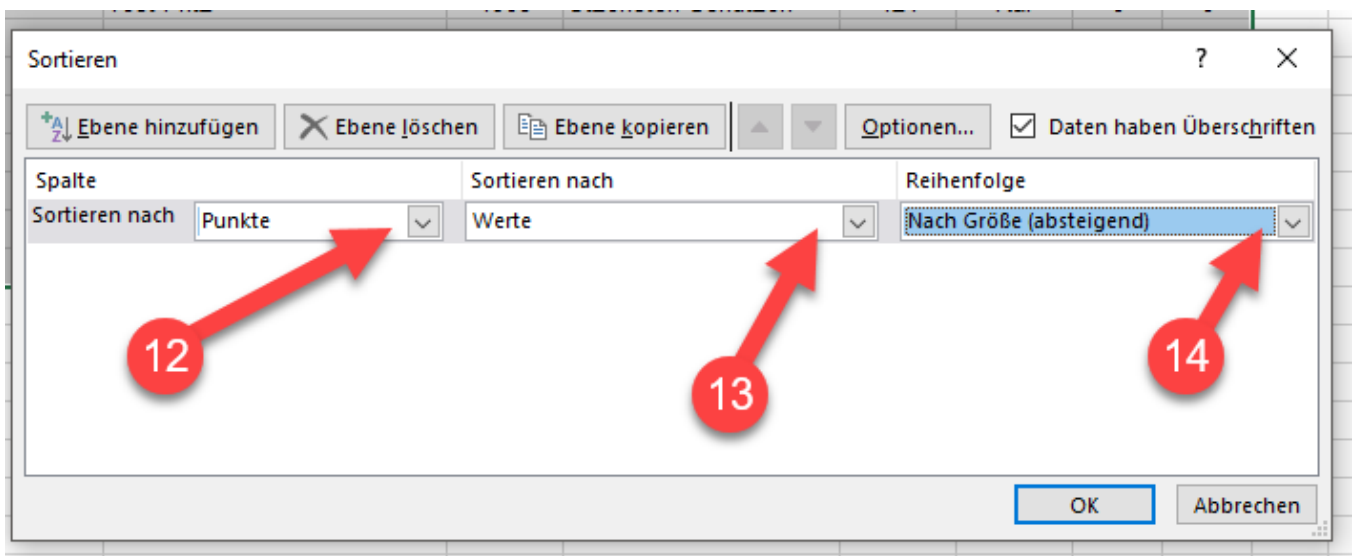 Sortieren
?
Ebene hinzufügen
Ebene löschen
Ebene kopieren
Optionen...
Daten haben Überschriften
Spalte
Sortieren nach
Reihenfolge
Sortieren nach
Punkte
Werte
Nach Größe (absteigend)
12
13
14
OK
Abbrechen